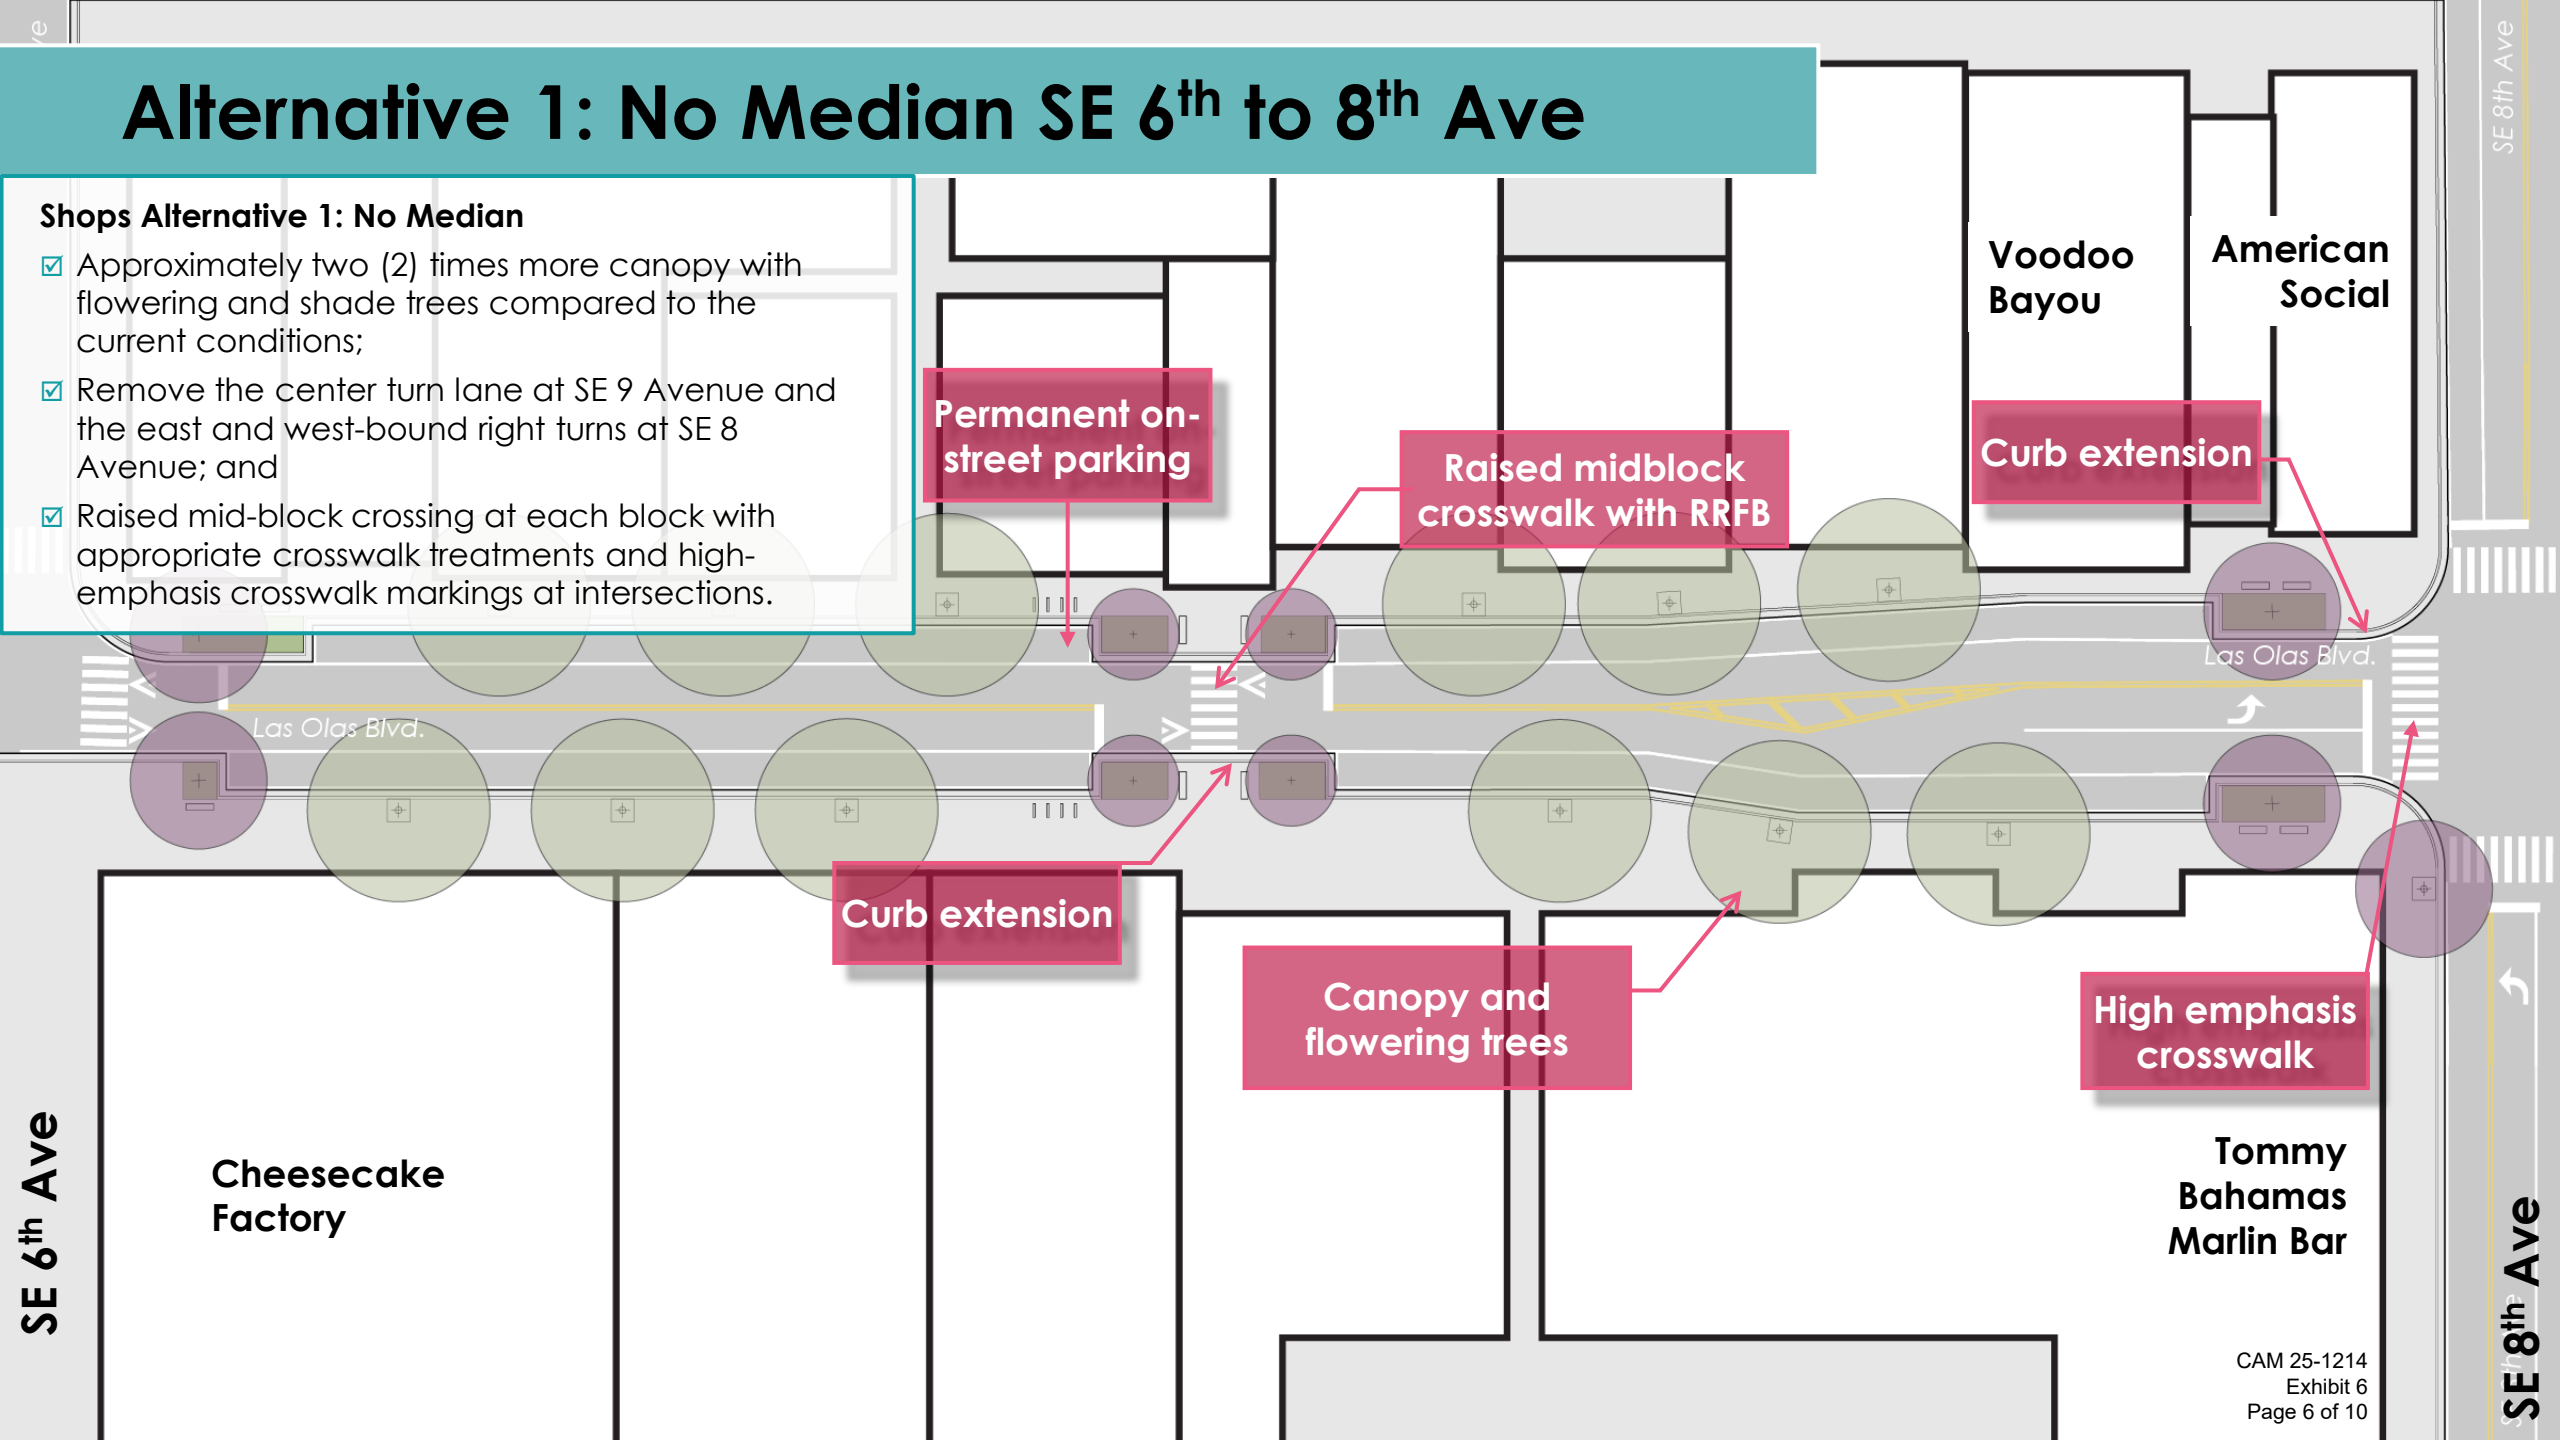 ve
SE 8th Ave
Alternative 1: No Median SE 6th to 8th Ave
Shops Alternative 1: No Median
Approximately two (2) times more canopy with
flowering and shade trees compared to the
current conditions;
Remove the center turn lane at SE 9 Avenue and
the east and west-bound right turns at SE 8
Avenue; and
Raised mid-block crossing at each block with
appropriate crosswalk treatments and high-
emphasis crosswalk markings at intersections.
Voodoo
Bayou
American
Social
Permanent on-
street parking
Raised midblock
crosswalk with RRFB
Curb extension
Las Olas Blvd.
Las Olas Blvd.
Curb extension
Canopy and
flowering trees
High emphasis
crosswalk
Cheesecake
Factory
Tommy
Bahamas
Marlin Bar
SE 6th Ave
SE 8th Ave
CAM 25-1214
Exhibit 6
Page 6 of 10